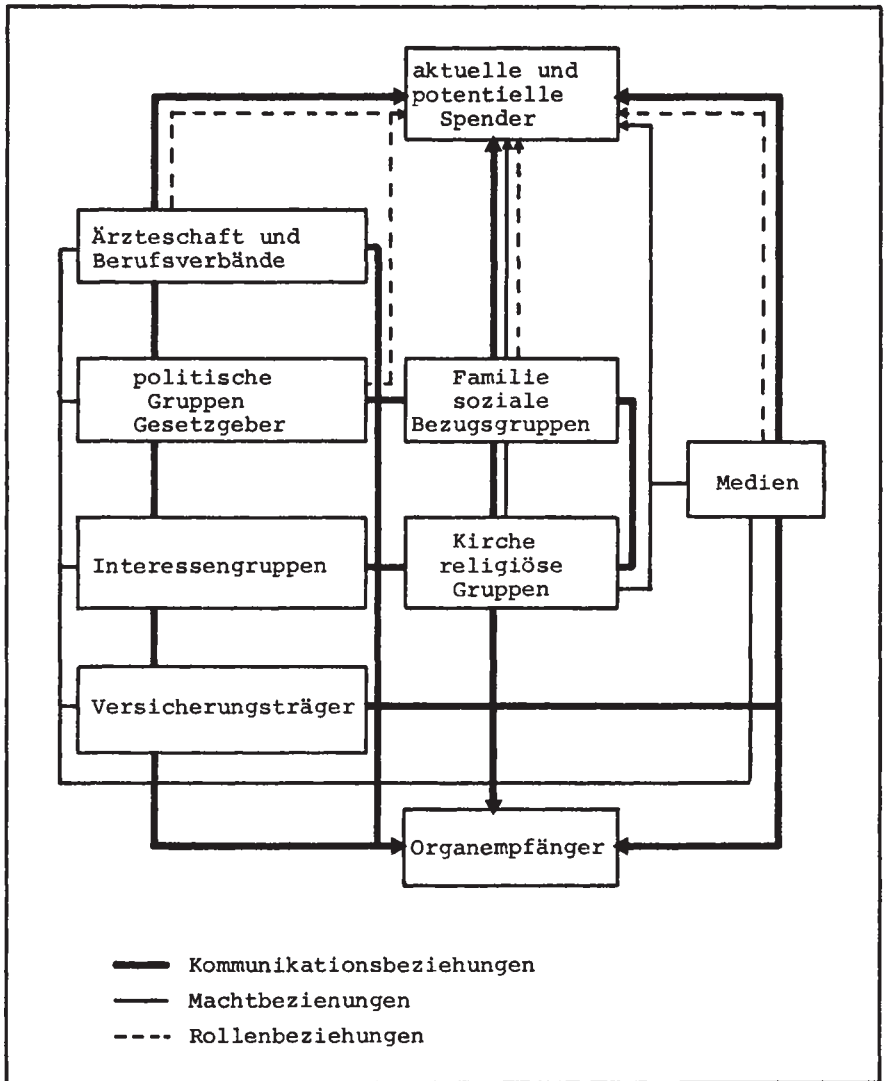 aktuelle und
potentielle
Spender
Ärzteschaft und
Berufsverbände
politische
Gruppen
Gesetzgeber
Familie
soziale
Bezugsgruppen
Medien
Interessengruppen
Kirche
religiöse
Gruppen
Versicherungsträger
Organempfänger
Kommunikationsbeziehungen
Machtbezienungen
Rollenbeziehungen